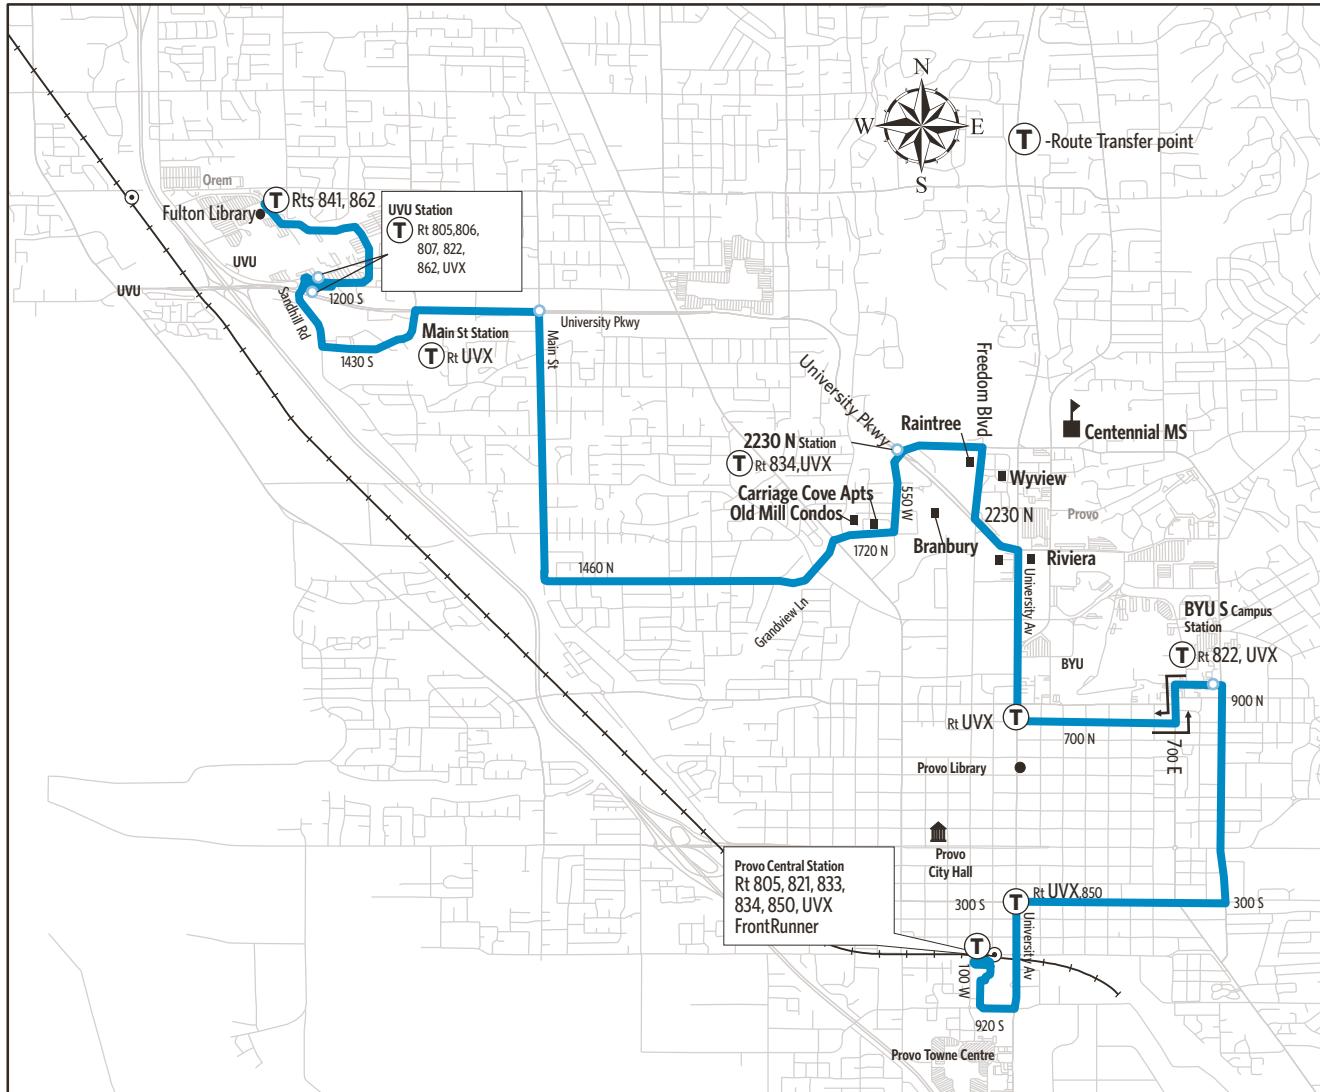 N
W E
S
T -Route Transfer point
Orem
T Rts 841, 862
Fulton Library
UVU Station
T Rt 805,806,
807, 822,
862, UVX
UVU
UVU
1200 S
Sandhill Rd
1430 S
Main St Station
T Rt UVX
University Pkwy
Main St
University Pkwy
Freedom Blvd
Raintree
Centennial MS
2230 N Station
T Rt 834,UVX
Wyview
Carriage Cove Apts
Old Mill Condos
550 W
2230 N
Provo
Branbury
1720 N
Riviera
1460 N
University Av
Grandview Ln
BYU S Campus
Station
T Rt 822, UVX
BYU
900 N
Rt UVX T
700 N
700 E
Provo Library
Provo
City Hall
Provo Central Station
Rt 805, 821, 833,
834, 850, UVX
FrontRunner
Rt UVX,850
300 S T
300 S
University Av
T
100 W
920 S
Provo Towne Centre